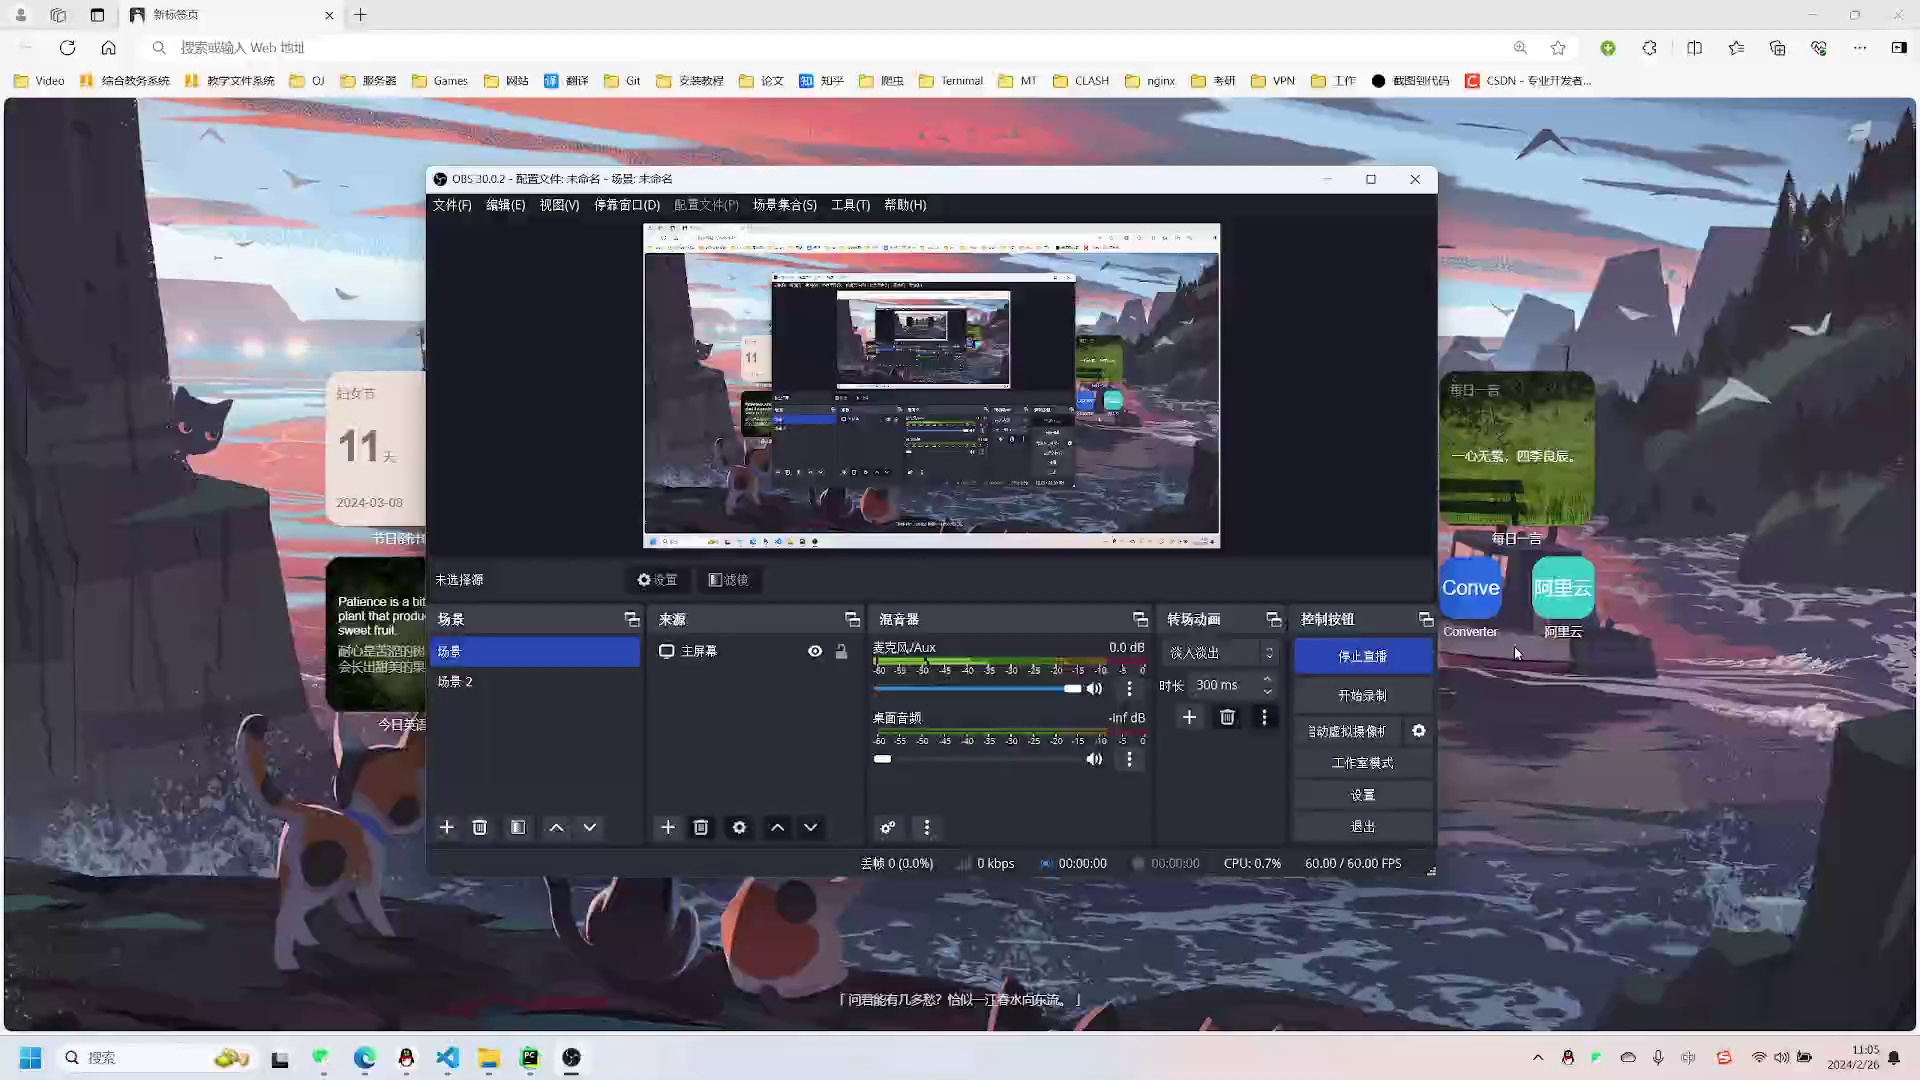 新标签页
搜索或输入 Web 地址
Video 综合教务系统 教学文件系统 OJ 服务器 Games 网站 翻译 Git 安装教程 论文 知乎 爬虫 Terminal MT CLASH nginx 考研 VPN 工作 截图到代码 CSDN - 专业开发者...
OBS 30.0.2 - 配置文件: 未命名 - 场景: 未命名
文件(F) 编辑(E) 视图(V) 停靠窗口(D) 配置文件(P) 场景集合(S) 工具(T) 帮助(H)
妇女节
11 天
2024-03-08
Patience is a bit
plant that produ
sweet fruit.
耐心是苦涩的树
会长出甜美的果
今日英语
每日一言
一心无累，四季良辰。
每日一言
Conve
阿里云
Converter
阿里云
未选择源
设置
滤镜
场景
场景
场景 2
来源
主屏幕
混音器
麦克风/Aux 0.0 dB
-60 -55 -50 -45 -40 -35 -30 -25 -20 -15 -10 -5 0
桌面音频 -inf dB
-60 -55 -50 -45 -40 -35 -30 -25 -20 -15 -10 -5 0
转场动画
淡入淡出
时长 300 ms
控制按钮
停止直播
开始录制
启动虚拟摄像机
工作室模式
设置
退出
丢帧 0 (0.0%) 0 kbps 00:00:00 00:00:00 CPU: 0.7% 60.00 / 60.00 FPS
「问君能有几多愁？恰似一江春水向东流。」
搜索
中
11:05
2024/2/26